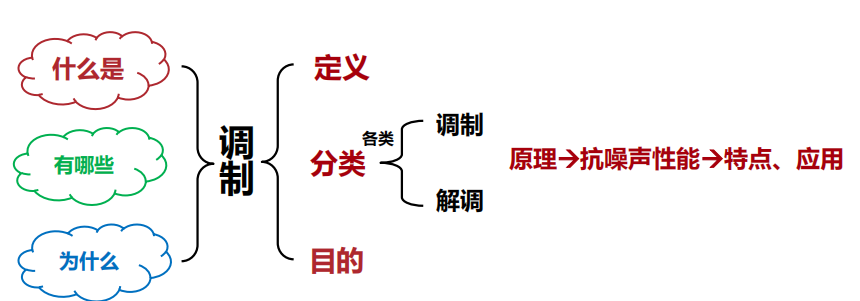 什么是
有哪些
为什么
调制
定义
分类
目的
各类
调制
解调
原理→抗噪声性能→特点、应用